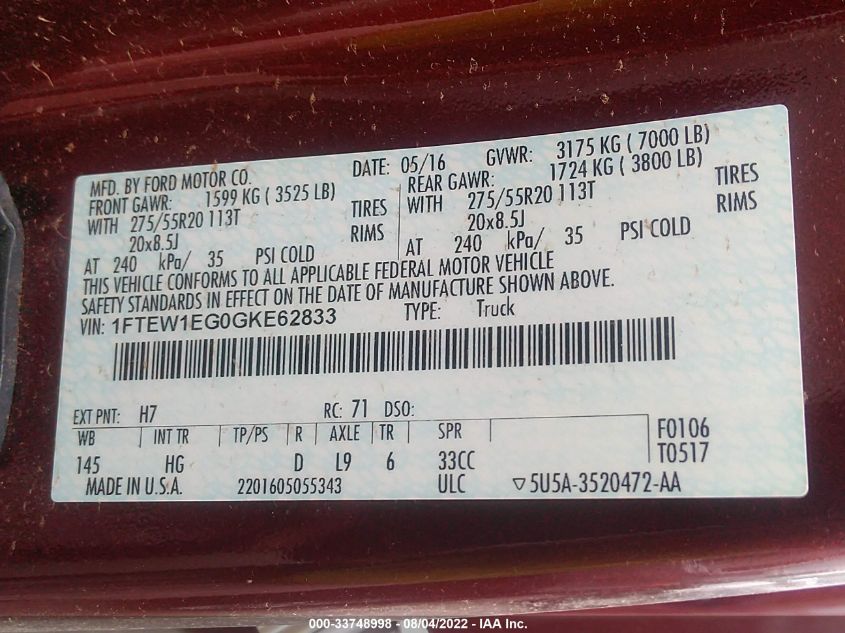 MFD. BY FORD MOTOR CO. DATE: 05/16 GVWR: 3175 KG ( 7000 LB)
FRONT GAWR: 1599 KG ( 3525 LB) REAR GAWR: 1724 KG ( 3800 LB)
WITH 275/55R20 113T TIRES WITH 275/55R20 113T TIRES
20x8.5J RIMS 20x8.5J RIMS
AT 240 kPa/ 35 PSI COLD AT 240 kPa/ 35 PSI COLD
THIS VEHICLE CONFORMS TO ALL APPLICABLE FEDERAL MOTOR VEHICLE
SAFETY STANDARDS IN EFFECT ON THE DATE OF MANUFACTURE SHOWN ABOVE.
VIN: 1FTEW1EG0GKE62833 TYPE: Truck
EXT PNT: H7 RC: 71 DSO:
WB INT TR TP/PS R AXLE TR SPR F0106
145 HG D L9 6 33CC T0517
MADE IN U.S.A. 2201605055343 ULC ▽5U5A-3520472-AA
000-33748998 - 08/04/2022 - IAA Inc.